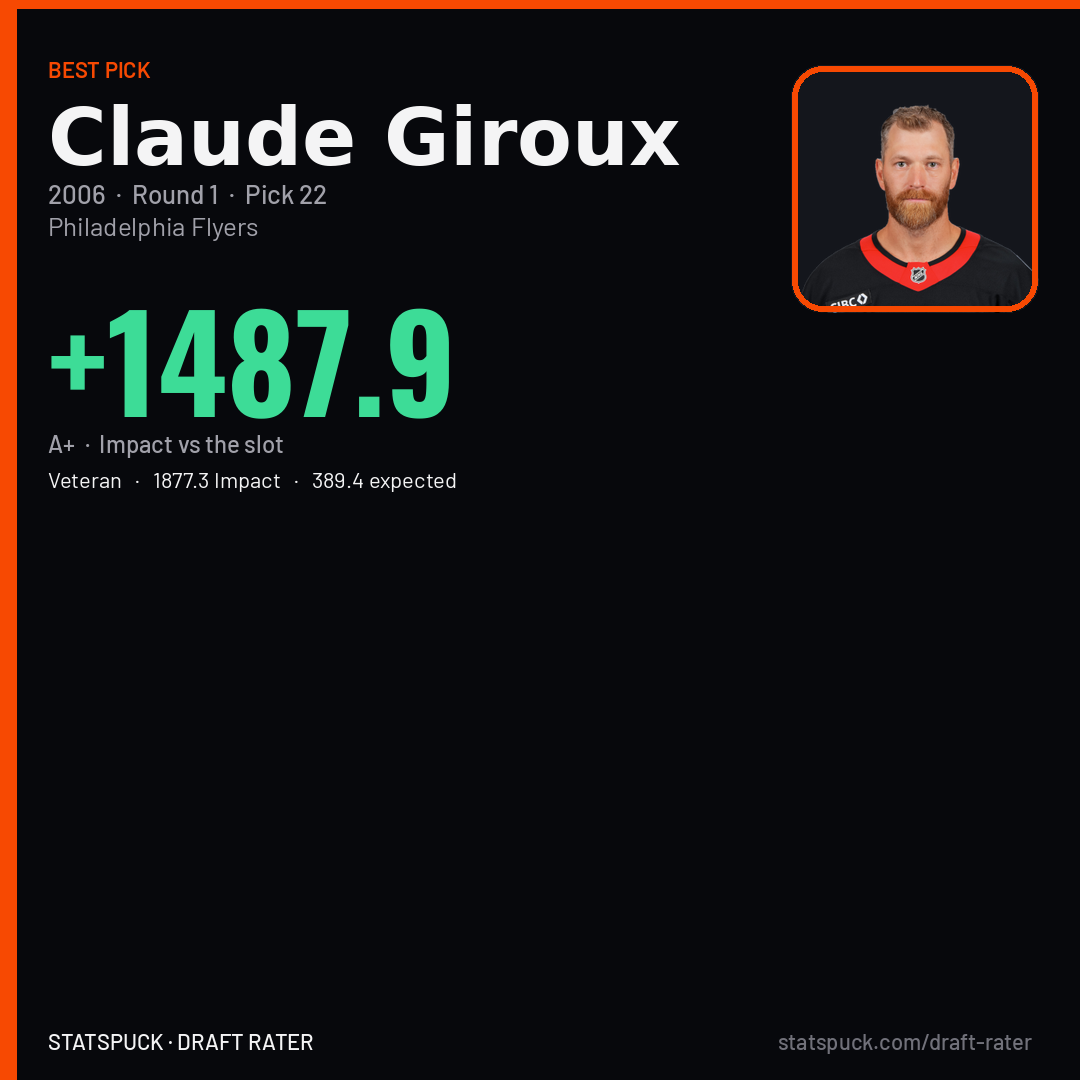 BEST PICK
Claude Giroux
2006 · Round 1 · Pick 22
Philadelphia Flyers
+1487.9
A+ · Impact vs the slot
Veteran · 1877.3 Impact · 389.4 expected
STATSPUCK · DRAFT RATER
statspuck.com/draft-rater